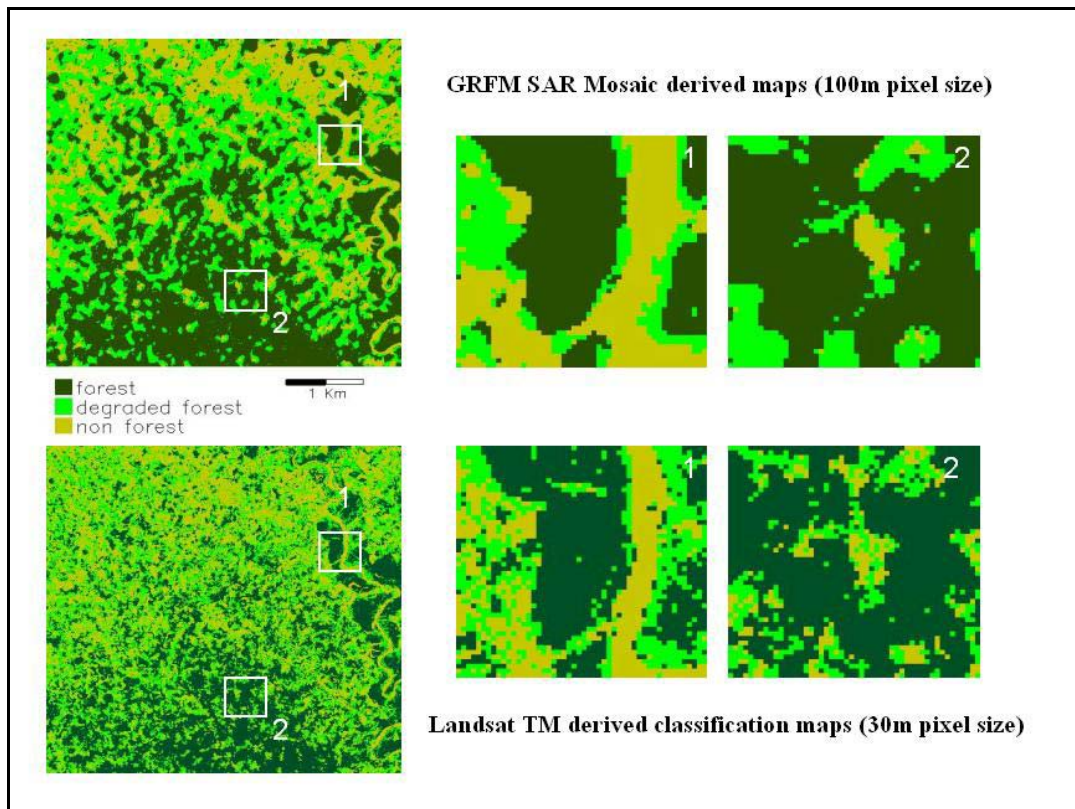 1
2
GRFM SAR Mosaic derived maps (100m pixel size)
1
2
forest
degraded forest
non forest
1 Km
1
2
1
2
Landsat TM derived classification maps (30m pixel size)